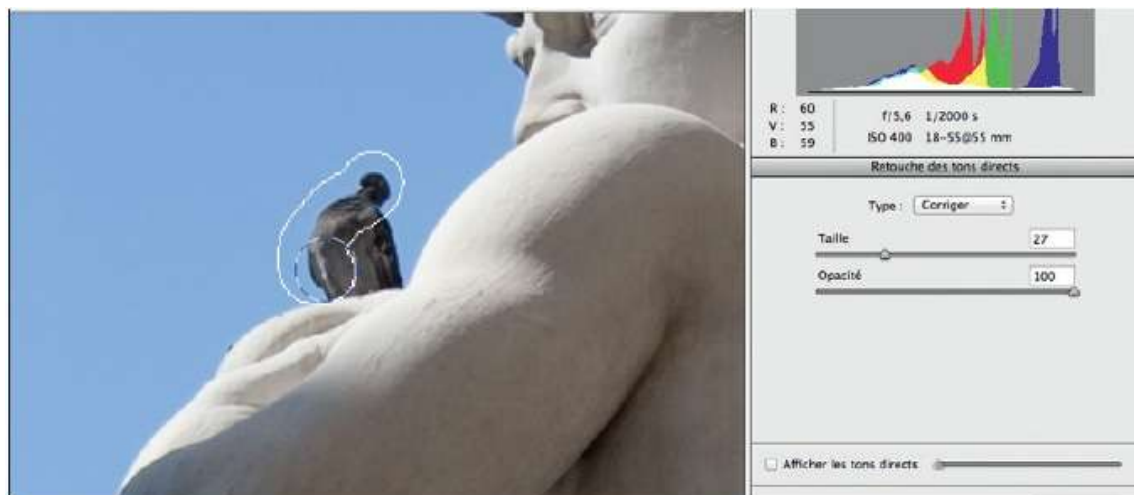 R : 60
V : 55
B : 59
f/5,6 1/2000 s
ISO 400 18-55@55 mm
Retouche des tons directs
Type : Corriger
Taille 27
Opacité 100
Afficher les tons directs